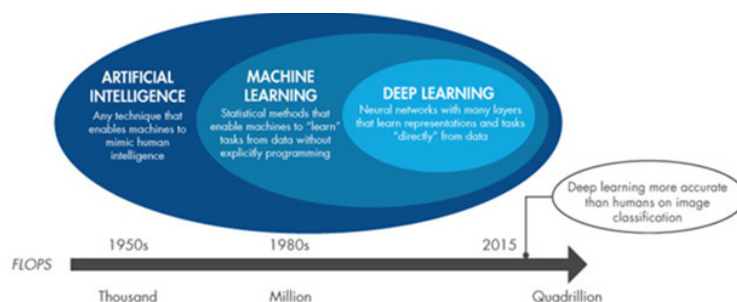 ARTIFICIAL
INTELLIGENCE
Any technique that
enables machines to
mimic human
intelligence
MACHINE
LEARNING
Statistical methods that
enable machines to "learn"
tasks from data without
explicitly programming
DEEP LEARNING
Neural networks with many layers
that learn representations and tasks
"directly" from data
Deep learning more accurate
than humans on image
classification
1950s
1980s
2015
FLOPS
Thousand
Million
Quadrillion